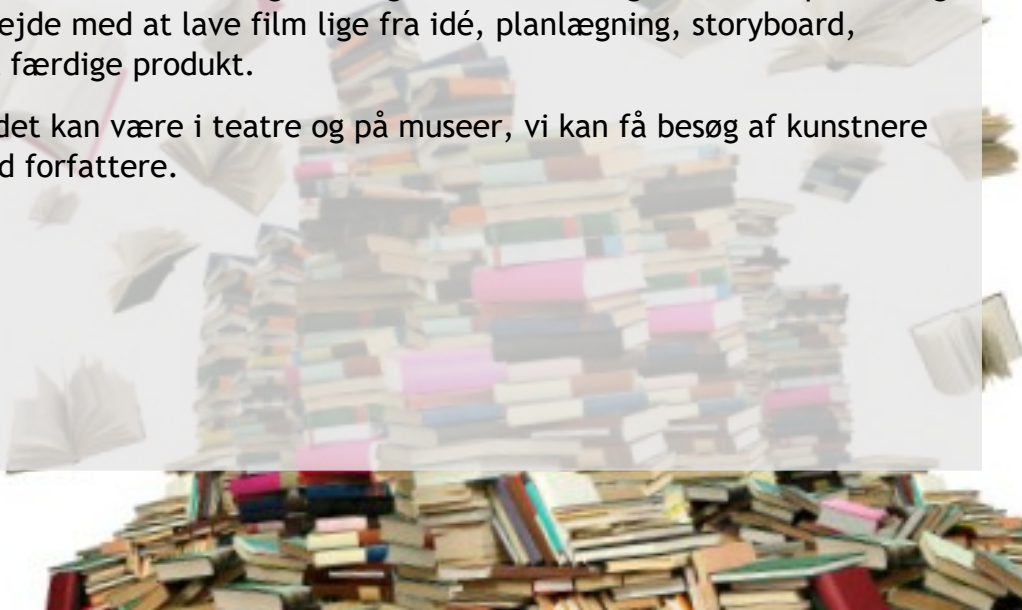 ejde med at lave film lige fra idé, planlægning, storyboard,
færdige produkt.
det kan være i teatre og på museer, vi kan få besøg af kunstnere
d forfattere.